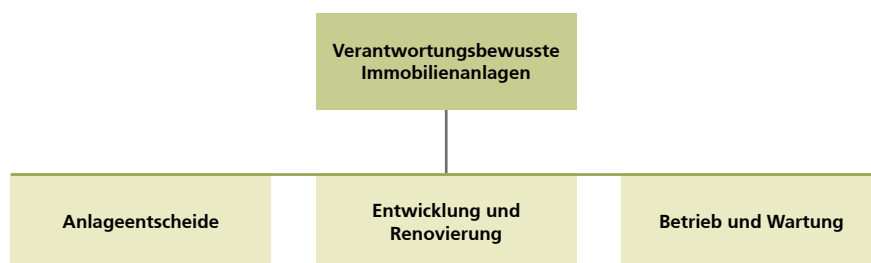 Verantwortungsbewusste
Immobilienanlagen
Anlageentscheide
Entwicklung und
Renovierung
Betrieb und Wartung